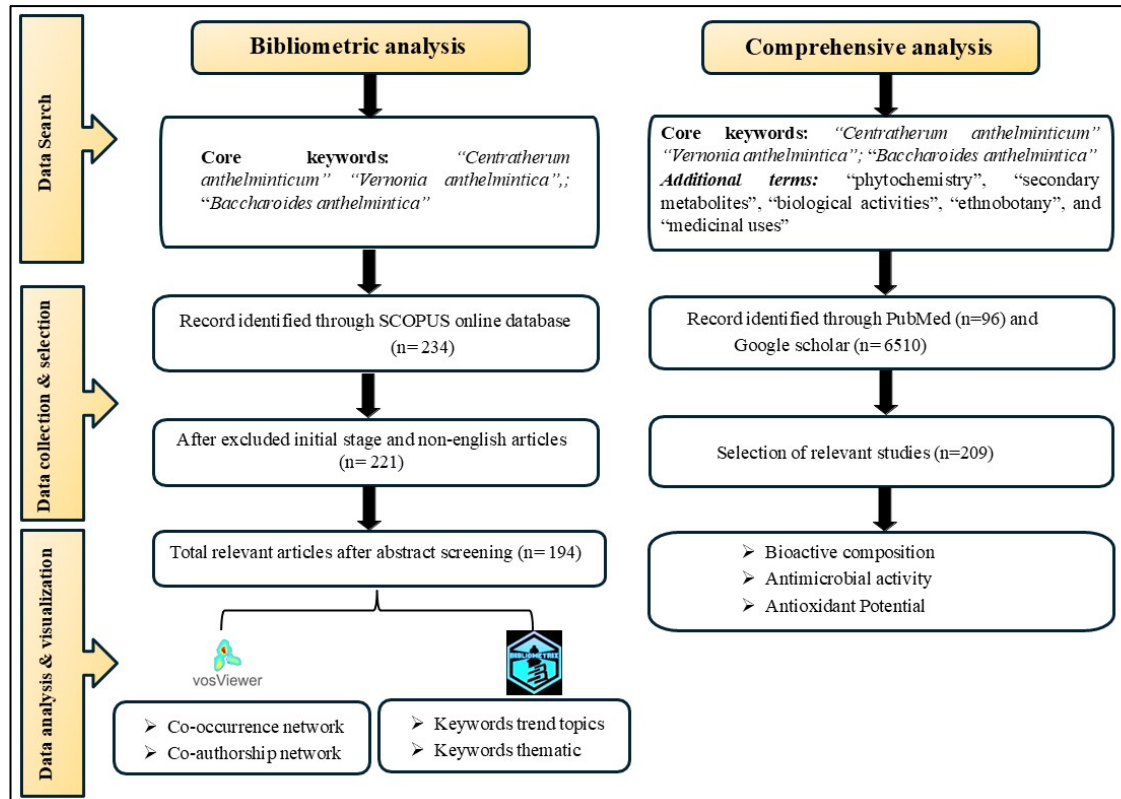 Bibliometric analysis
Comprehensive analysis
Data Search
Core keywords: "Centratherum
anthelminticum" "Vernonia anthelmintica",;
"Baccharoides anthelmintica"
Core keywords: "Centratherum anthelminticum"
"Vernonia anthelmintica"; "Baccharoides anthelmintica"
Additional terms: "phytochemistry", "secondary
metabolites", "biological activities", "ethnobotany", and
"medicinal uses"
Data collection & selection
Record identified through SCOPUS online database
(n= 234)
Record identified through PubMed (n=96) and
Google scholar (n= 6510)
After excluded initial stage and non-english articles
(n= 221)
Selection of relevant studies (n=209)
Data analysis & visualization
Total relevant articles after abstract screening (n= 194)
➢ Bioactive composition
➢ Antimicrobial activity
➢ Antioxidant Potential
vosViewer
BIBLIOMETRIX
➢ Co-occurrence network
➢ Co-authorship network
➢ Keywords trend topics
➢ Keywords thematic